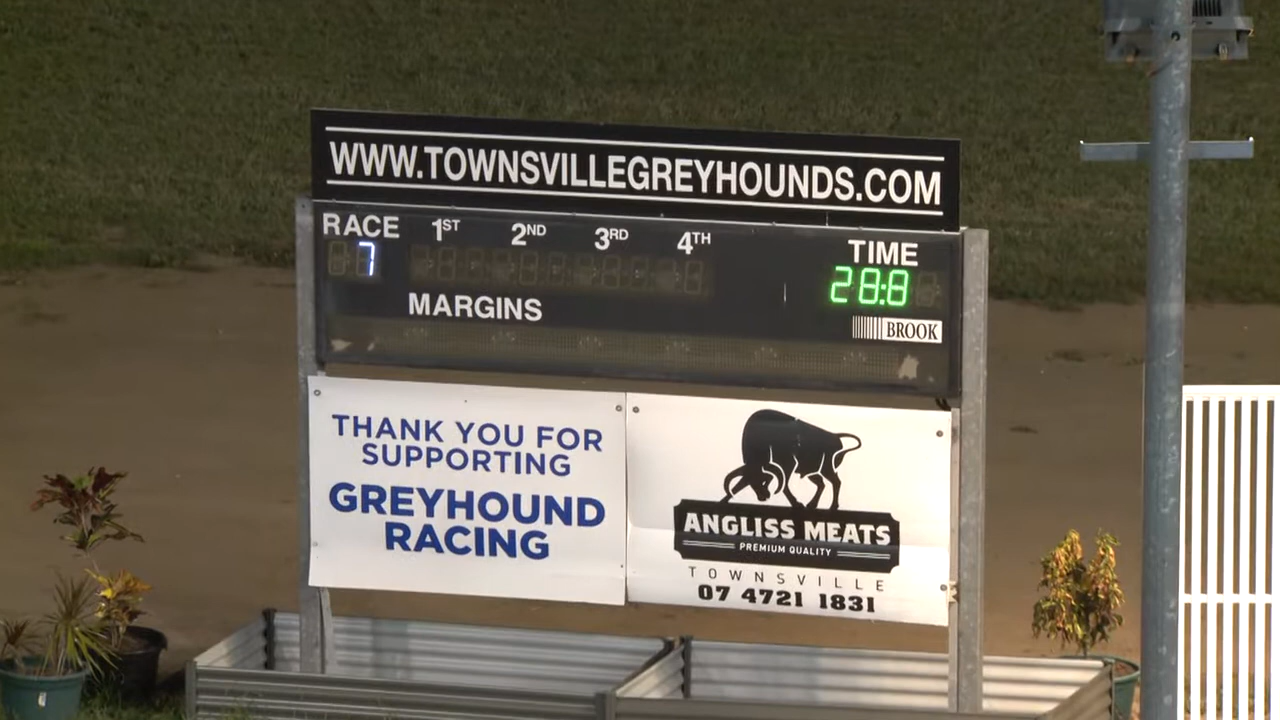 WWW.TOWNSVILLEGREYHOUNDS.COM
RACE 1ST 2ND 3RD 4TH TIME
7 28:8
MARGINS
BROOK
THANK YOU FOR
SUPPORTING
GREYHOUND
RACING
ANGLISS MEATS
PREMIUM QUALITY
TOWNSVILLE
07 4721 1831